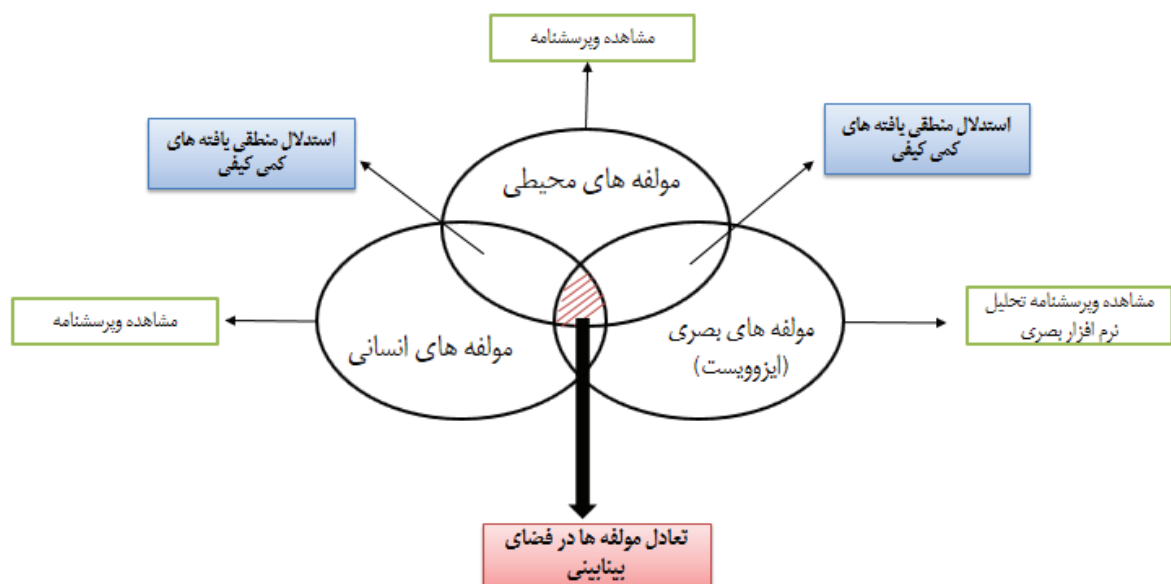 مشاهده وپرسشنامه
استدلال منطقی یافته های
کمی کیفی
استدلال منطقی یافته های
کمی کیفی
مولفه های محیطی
مشاهده وپرسشنامه تحلیل
نرم افزار بصری
مولفه های بصری
(ایزوویست)
مولفه های انسانی
مشاهده وپرسشنامه
تعادل مولفه ها در فضای
بینابینی